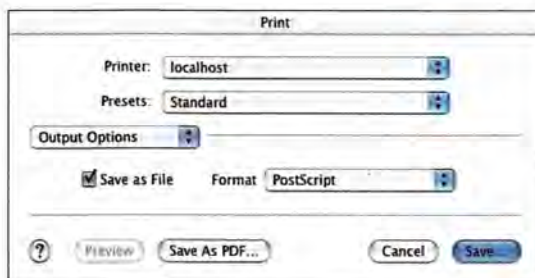 Print
Printer: localhost
Presets: Standard
Output Options
Save as File Format PostScript
? Preview Save As PDF... Cancel Save...